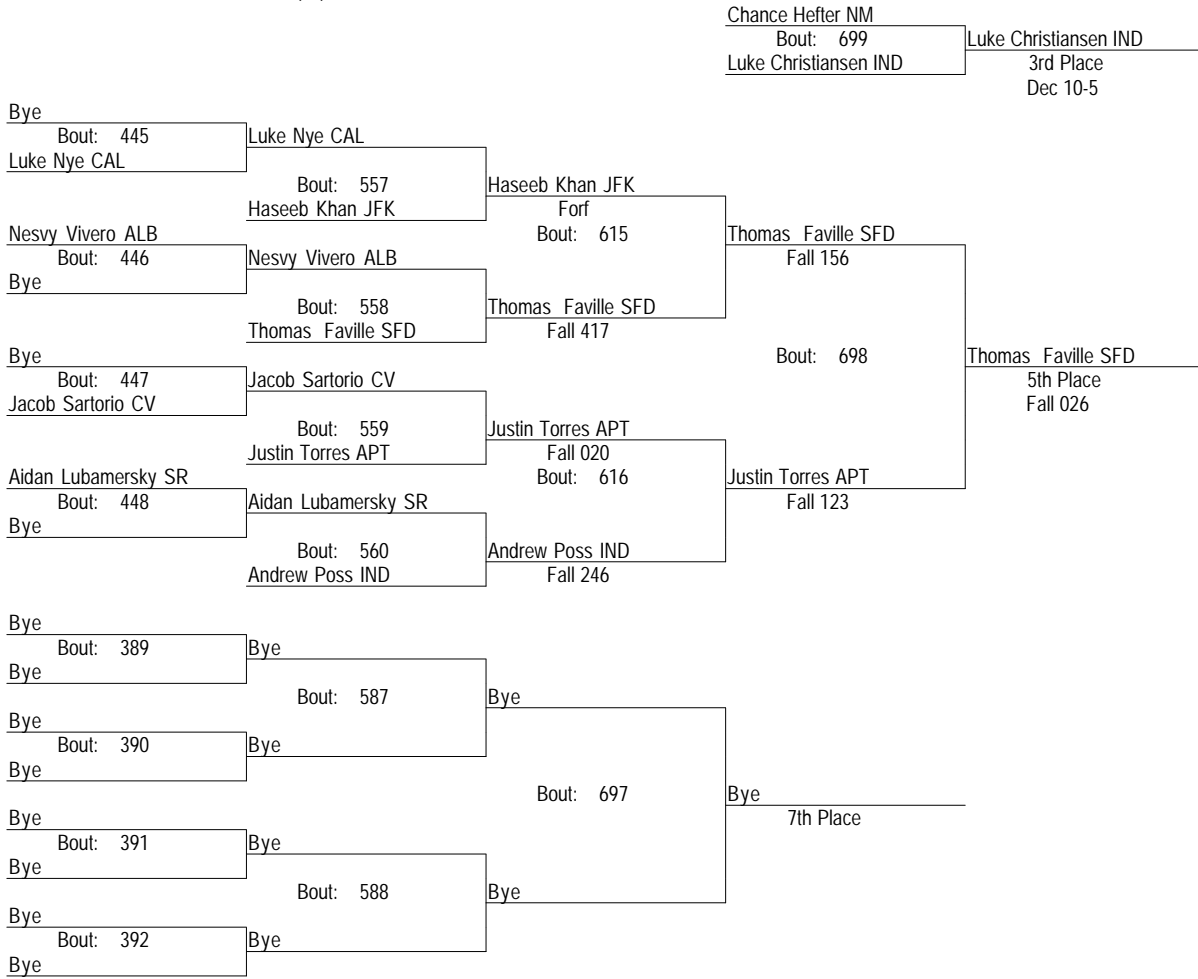 Chance Hefter NM
Bout: 699
Luke Christiansen IND
Luke Christiansen IND
3rd Place
Dec 10-5
Bye
Bout: 445
Luke Nye CAL
Luke Nye CAL
Bout: 557
Haseeb Khan JFK
Haseeb Khan JFK
Forf
Bout: 615
Nesvy Vivero ALB
Bout: 446
Bye
Nesvy Vivero ALB
Bout: 558
Thomas Faville SFD
Thomas Faville SFD
Fall 417
Thomas Faville SFD
Fall 156
Bye
Bout: 447
Jacob Sartorio CV
Jacob Sartorio CV
Bout: 559
Justin Torres APT
Justin Torres APT
Fall 020
Bout: 616
Aidan Lubamersky SR
Bout: 448
Bye
Aidan Lubamersky SR
Bout: 560
Andrew Poss IND
Andrew Poss IND
Fall 246
Justin Torres APT
Fall 123
Bout: 698
Thomas Faville SFD
5th Place
Fall 026
Bye
Bout: 389
Bye
Bye
Bout: 587
Bye
Bye
Bout: 390
Bye
Bye
Bout: 697
Bye
7th Place
Bye
Bout: 391
Bye
Bye
Bout: 588
Bye
Bye
Bout: 392
Bye
Bye